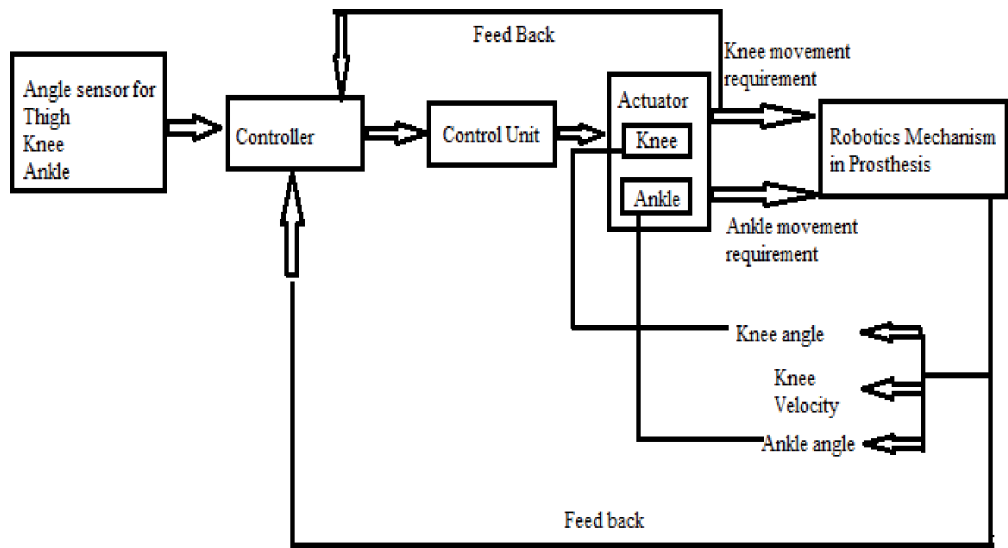 Feed Back
Knee movement
requirement
Angle sensor for
Thigh
Knee
Ankle
Controller
Control Unit
Actuator
Knee
Ankle
Robotics Mechanism
in Prosthesis
Ankle movement
requirement
Knee angle
Knee
Velocity
Ankle angle
Feed back